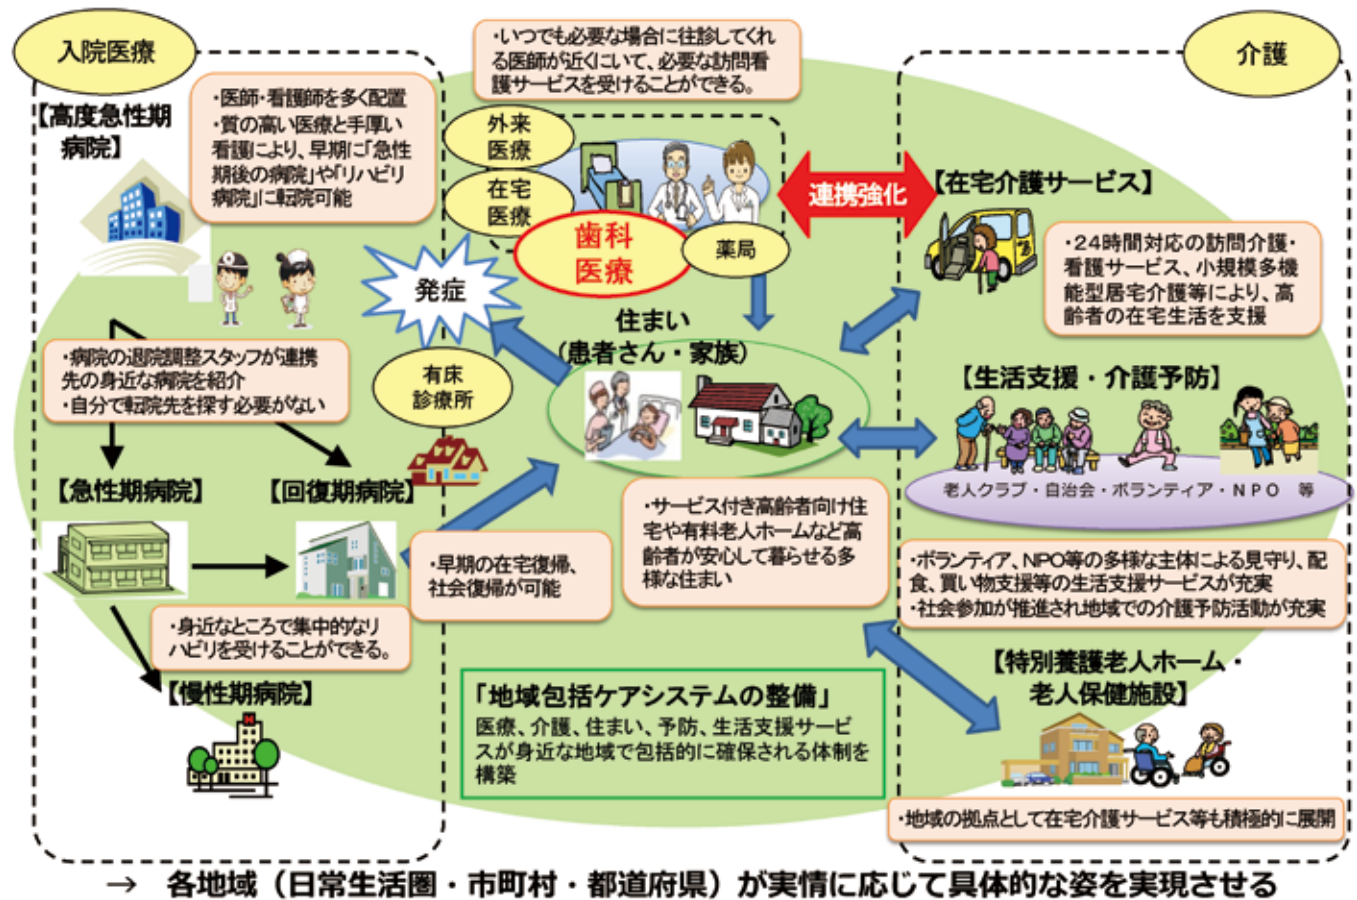 入院医療
【高度急性期
病院】
・医師・看護師を多く配置
・質の高い医療と手厚い
看護により、早期に「急性
期後の病院」や「リハビリ
病院」に転院可能
・いつでも必要な場合に往診してくれ
る医師が近くにいて、必要な訪問看
護サービスを受けることができる。
外来
医療
在宅
医療
歯科
医療
薬局
連携強化
介護
【在宅介護サービス】
・24時間対応の訪問介護・
看護サービス、小規模多機
能型居宅介護等により、高
齢者の在宅生活を支援
発症
住まい
(患者さん・家族)
・病院の退院調整スタッフが連携
先の身近な病院を紹介
・自分で転院先を探す必要がない
有床
診療所
【生活支援・介護予防】
老人クラブ・自治会・ボランティア・NPO 等
【急性期病院】
【回復期病院】
・サービス付き高齢者向け住
宅や有料老人ホームなど高
齢者が安心して暮らせる多
様な住まい
・早期の在宅復帰、
社会復帰が可能
・ボランティア、NPO等の多様な主体による見守り、配
食、買い物支援等の生活支援サービスが充実
・社会参加が推進され地域での介護予防活動が充実
・身近なところで集中的なリ
ハビリを受けることができる。
【慢性期病院】
H
「地域包括ケアシステムの整備」
医療、介護、住まい、予防、生活支援サービ
スが身近な地域で包括的に確保される体制を
構築
【特別養護老人ホーム・
老人保健施設】
・地域の拠点として在宅介護サービス等も積極的に展開
→ 各地域(日常生活圏・市町村・都道府県)が実情に応じて具体的な姿を実現させる